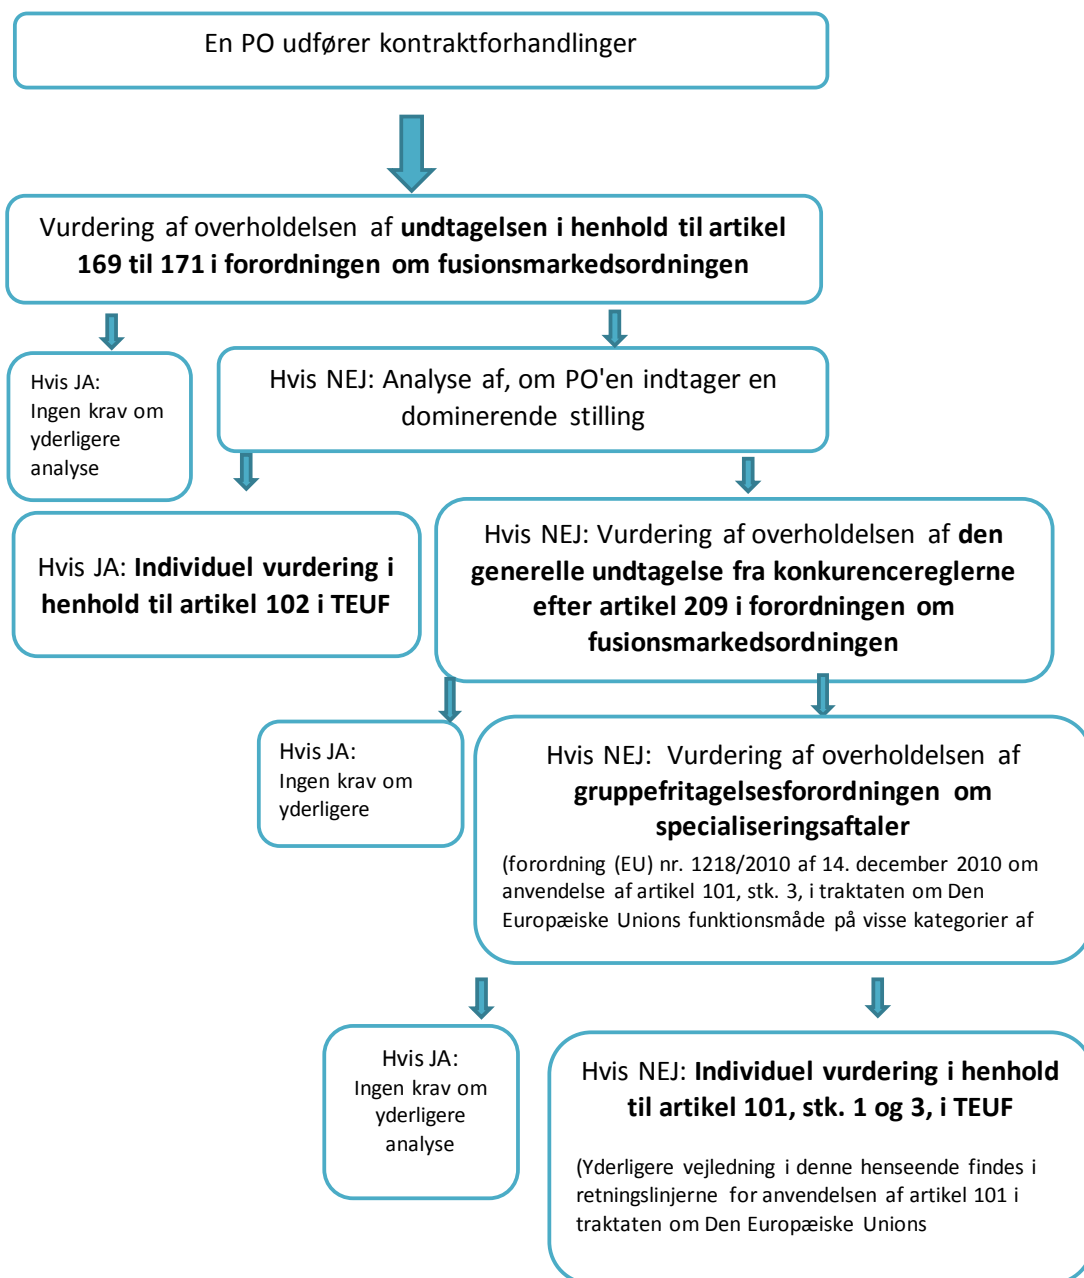 En PO udfører kontraktforhandlinger
Vurdering af overholdelsen af undtagelsen i henhold til artikel
169 til 171 i forordningen om fusionsmarkedsordningen
Hvis JA:
Ingen krav om
yderligere
analyse
Hvis NEJ: Analyse af, om PO'en indtager en
dominerende stilling
Hvis JA: Individuel vurdering i
henhold til artikel 102 i TEUF
Hvis NEJ: Vurdering af overholdelsen af den
generelle undtagelse fra konkurencereglerne
efter artikel 209 i forordningen om
fusionsmarkedsordningen
Hvis JA:
Ingen krav om
yderligere
Hvis NEJ: Vurdering af overholdelsen af
gruppefritagelsesforordningen om
specialiseringsaftaler
(forordning (EU) nr. 1218/2010 af 14. december 2010 om
anvendelse af artikel 101, stk. 3, i traktaten om Den
Europæiske Unions funktionsmåde på visse kategorier af
Hvis JA:
Ingen krav om
yderligere
analyse
Hvis NEJ: Individuel vurdering i henhold
til artikel 101, stk. 1 og 3, i TEUF
(Yderligere vejledning i denne henseende findes i
retningslinjerne for anvendelsen af artikel 101 i
traktaten om Den Europæiske Unions